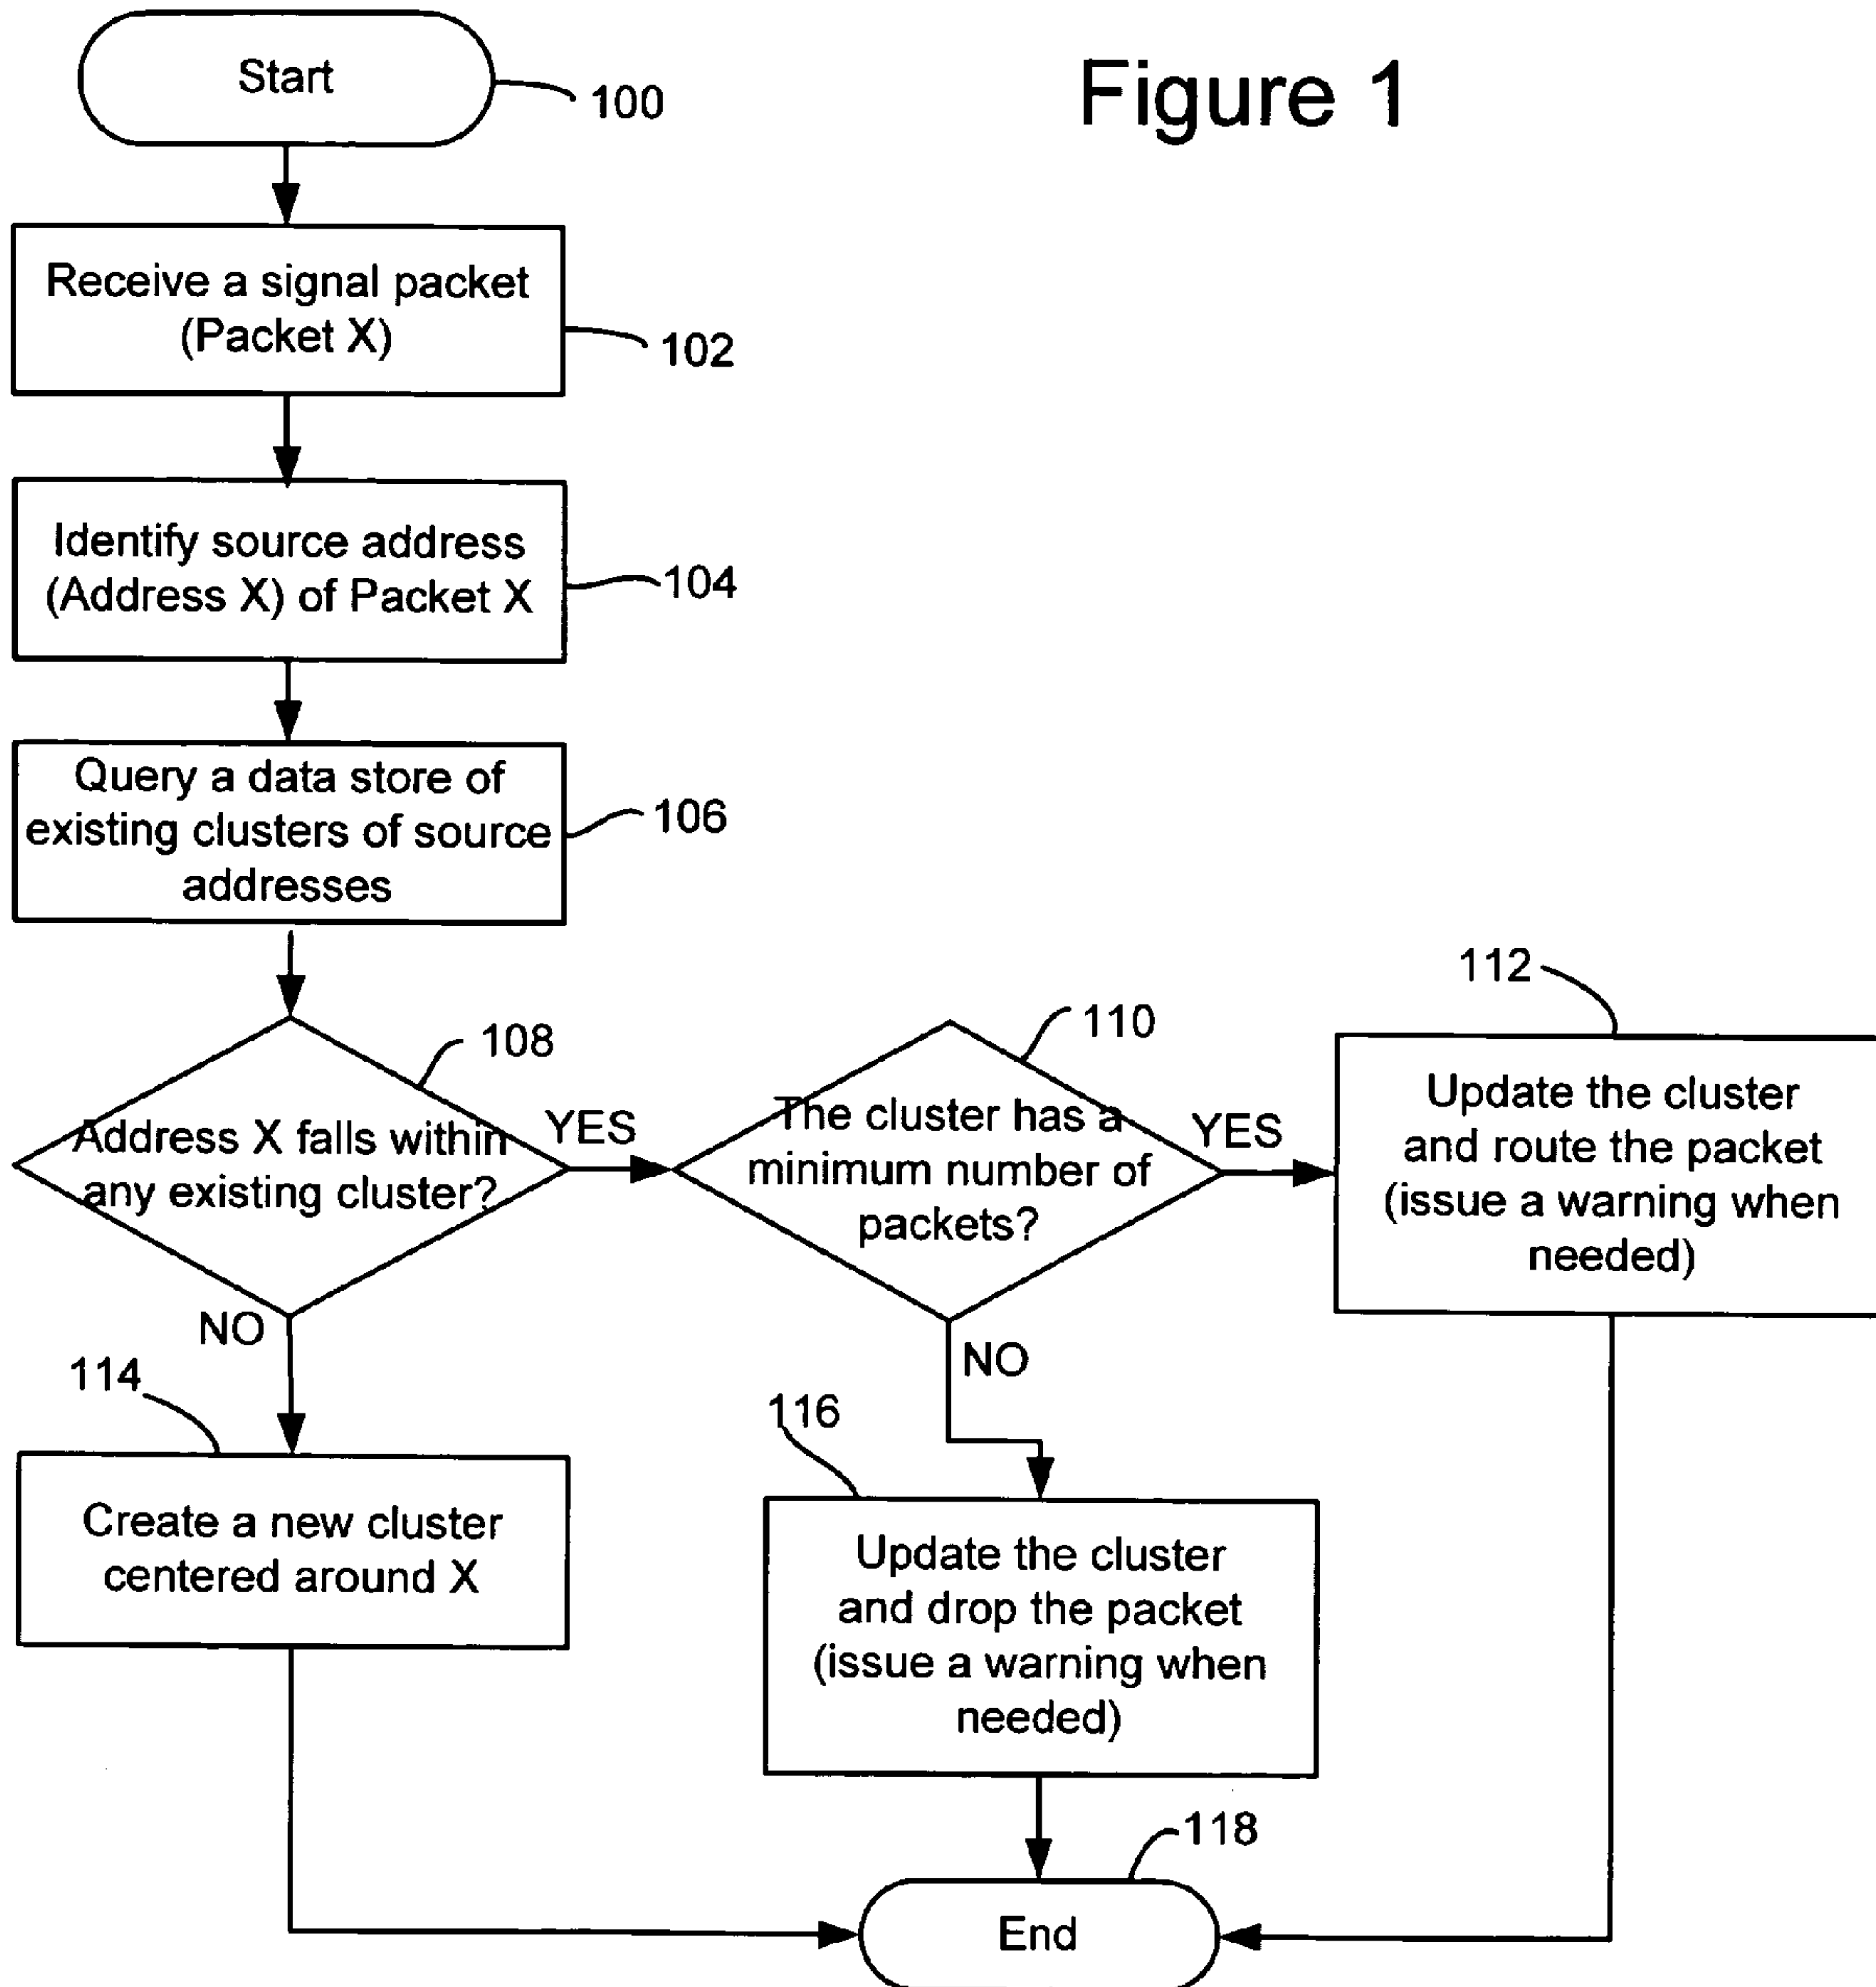 Figure 1
Start
100
Receive a signal packet
(Packet X)
102
Identify source address
(Address X) of Packet X
104
Query a data store of
existing clusters of source
addresses
106
108
Address X falls within
any existing cluster?
YES
NO
110
The cluster has a
minimum number of
packets?
YES
NO
112
Update the cluster
and route the packet
(issue a warning when
needed)
114
Create a new cluster
centered around X
116
Update the cluster
and drop the packet
(issue a warning when
needed)
118
End